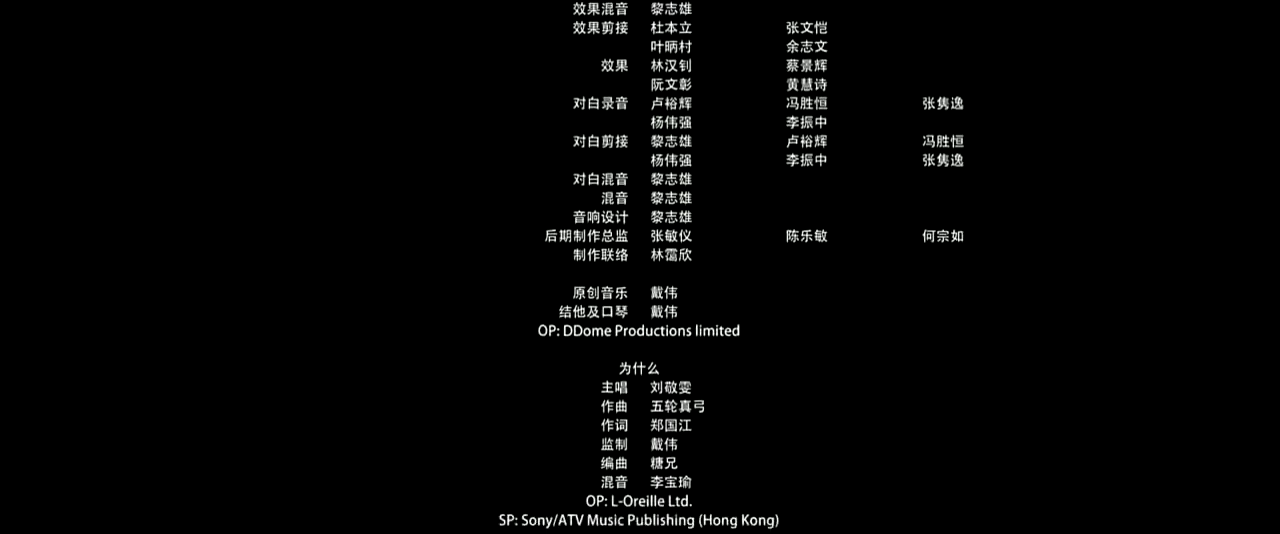 效果混音 黎志雄
效果剪接 杜本立 张文恺
叶昞村 余志文
效果 林汉钊 蔡景辉
阮文彰 黄慧诗
对白录音 卢裕辉 冯胜恒 张隽逸
杨伟强 李振中
对白剪接 黎志雄 卢裕辉 冯胜恒
杨伟强 李振中 张隽逸
对白混音 黎志雄
混音 黎志雄
音响设计 黎志雄
后期制作总监 张敏仪 陈乐敏 何宗如
制作联络 林霭欣
原创音乐 戴伟
结他及口琴 戴伟
OP: DDome Productions limited
为什么
主唱 刘敬雯
作曲 五轮真弓
作词 郑国江
监制 戴伟
编曲 糖兄
混音 李宝瑜
OP: L-Oreille Ltd.
SP: Sony/ATV Music Publishing (Hong Kong)